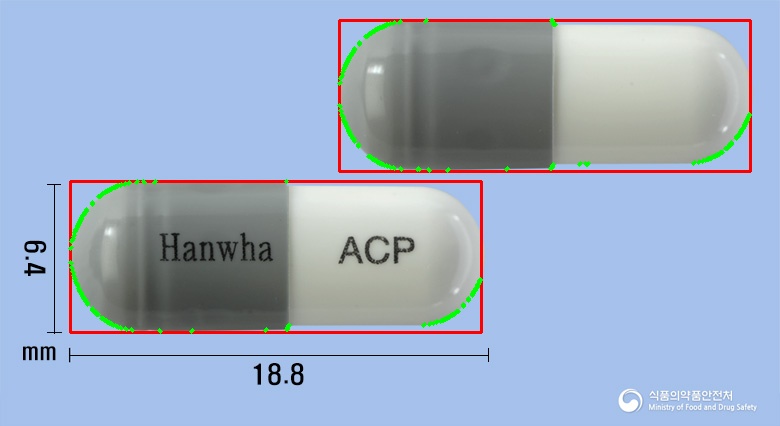 Hanwha ACP
6.4
mm
18.8
식품의약품안전처
Ministry of Food and Drug Safety